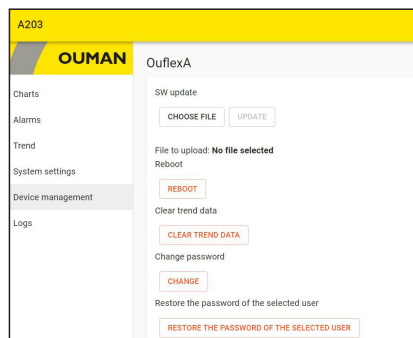 A203
OUMAN
OuflexA
Charts
Alarms
Trend
System settings
Device management
Logs
SW update
CHOOSE FILE UPDATE
File to upload: No file selected
Reboot
REBOOT
Clear trend data
CLEAR TREND DATA
Change password
CHANGE
Restore the password of the selected user
RESTORE THE PASSWORD OF THE SELECTED USER